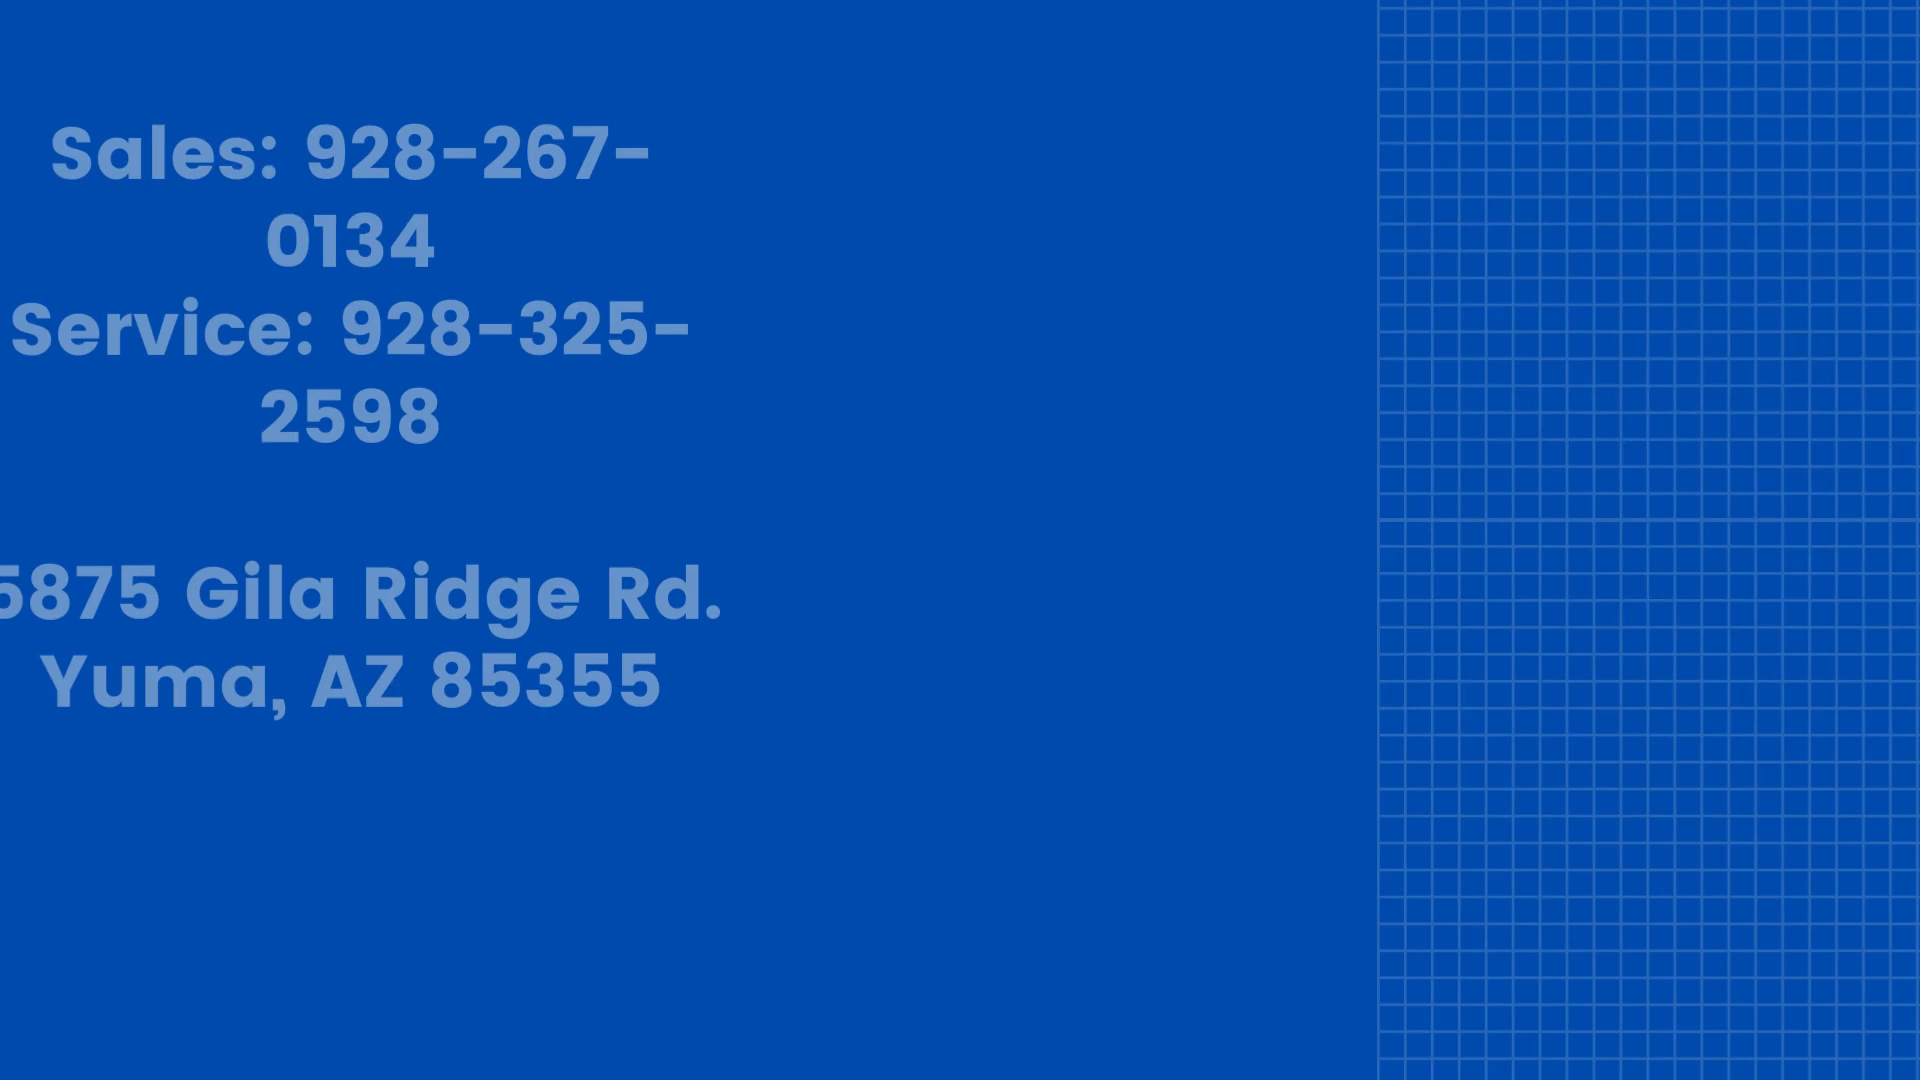 Sales: 928-267-
0134
Service: 928-325-
2598
5875 Gila Ridge Rd.
Yuma, AZ 85355